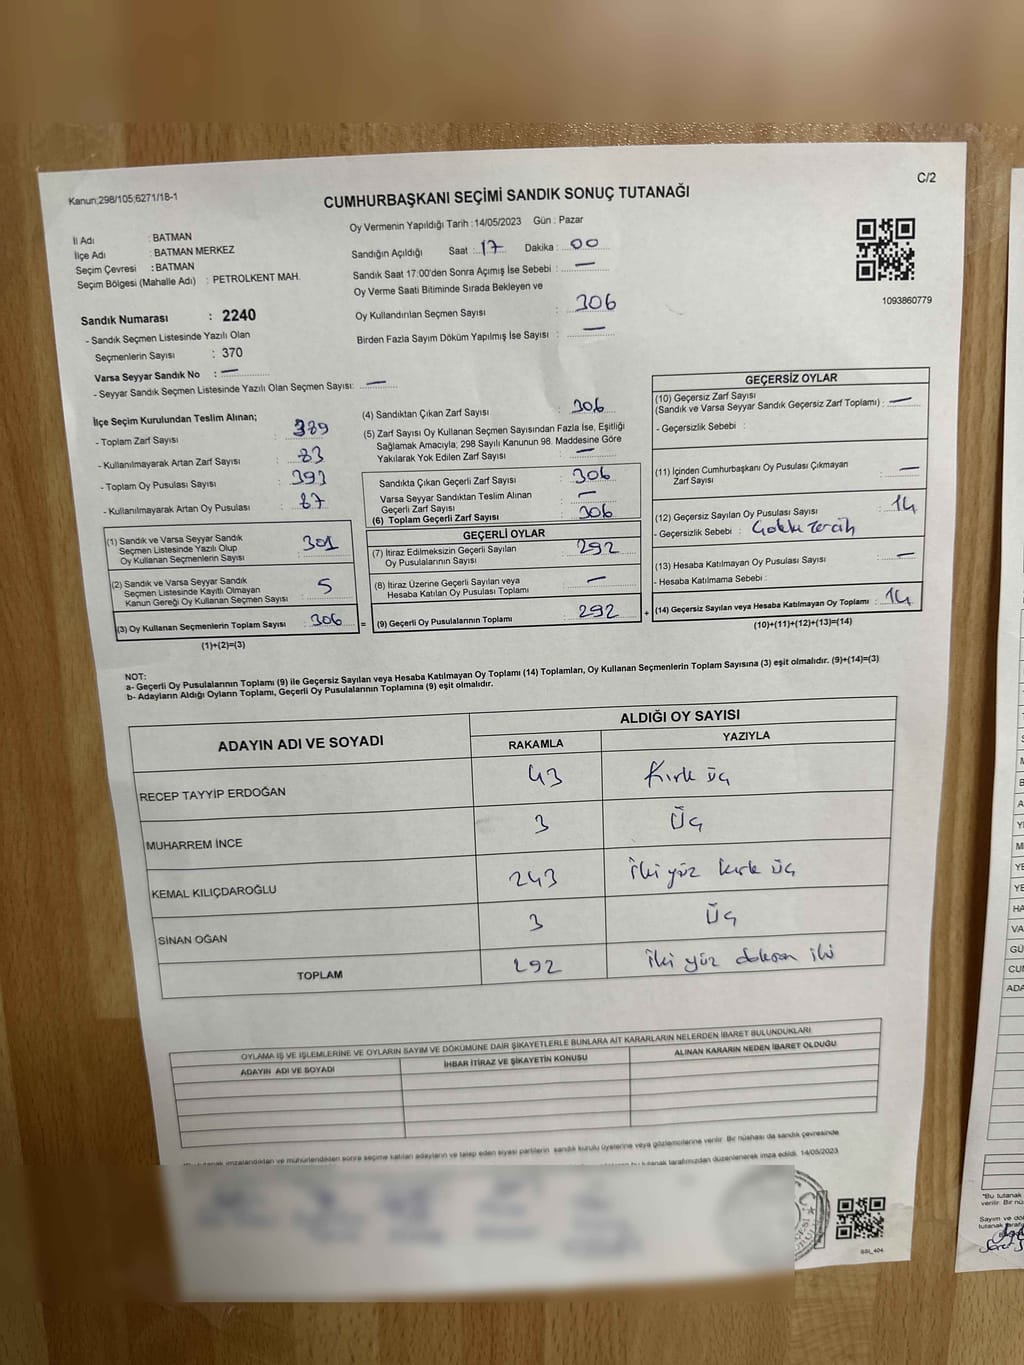 Kanun;298/105;6271/18-1
C/2
CUMHURBAŞKANI SEÇİMİ SANDIK SONUÇ TUTANAĞI
Oy Vermenin Yapıldığı Tarih : 14/05/2023 Gün : Pazar
İl Adı : BATMAN
İlçe Adı : BATMAN MERKEZ
Seçim Çevresi : BATMAN
Seçim Bölgesi (Mahalle Adı) : PETROLKENT MAH.
Sandığın Açıldığı Saat : 17 Dakika : 00
Sandık Saat 17:00'den Sonra Açımış İse Sebebi : —
Oy Verme Saati Bitiminde Sırada Bekleyen ve
Oy Kullandırılan Seçmen Sayısı : 306
Birden Fazla Sayım Döküm Yapılmış İse Sayısı : —
1093860779
Sandık Numarası : 2240
- Sandık Seçmen Listesinde Yazılı Olan
Seçmenlerin Sayısı : 370
Varsa Seyyar Sandık No : —
- Seyyar Sandık Seçmen Listesinde Yazılı Olan Seçmen Sayısı: —
İlçe Seçim Kurulundan Teslim Alınan;
- Toplam Zarf Sayısı : 389
- Kullanılmayarak Artan Zarf Sayısı : 83
- Toplam Oy Pusulası Sayısı : 393
- Kullanılmayarak Artan Oy Pusulası : 87
(1) Sandık ve Varsa Seyyar Sandık
Seçmen Listesinde Yazılı Olup
Oy Kullanan Seçmenlerin Sayısı : 301
(2) Sandık ve Varsa Seyyar Sandık
Seçmen Listesinde Kayıtlı Olmayan
Kanun Gereği Oy Kullanan Seçmen Sayısı : 5
(3) Oy Kullanan Seçmenlerin Toplam Sayısı : 306
(1)+(2)=(3)
(4) Sandıktan Çıkan Zarf Sayısı : 306
(5) Zarf Sayısı Oy Kullanan Seçmen Sayısından Fazla İse, Eşitliği
Sağlamak Amacıyla; 298 Sayılı Kanunun 98. Maddesine Göre
Yakılarak Yok Edilen Zarf Sayısı : —
Sandıkta Çıkan Geçerli Zarf Sayısı : 306
Varsa Seyyar Sandıktan Teslim Alınan
Geçerli Zarf Sayısı : —
(6) Toplam Geçerli Zarf Sayısı : 306
GEÇERLİ OYLAR
(7) İtiraz Edilmeksizin Geçerli Sayılan
Oy Pusulalarının Sayısı : 292
(8) İtiraz Üzerine Geçerli Sayılan veya
Hesaba Katılan Oy Pusulası Toplamı : —
= (9) Geçerli Oy Pusulalarının Toplamı : 292
GEÇERSİZ OYLAR
(10) Geçersiz Zarf Sayısı
(Sandık ve Varsa Seyyar Sandık Geçersiz Zarf Toplamı) : —
- Geçersizlik Sebebi :
(11) İçinden Cumhurbaşkanı Oy Pusulası Çıkmayan
Zarf Sayısı : —
(12) Geçersiz Sayılan Oy Pusulası Sayısı : 14
- Geçersizlik Sebebi :
(13) Hesaba Katılmayan Oy Pusulası Sayısı : —
- Hesaba Katılmama Sebebi :
+ (14) Geçersiz Sayılan veya Hesaba Katılmayan Oy Toplamı : 14
(10)+(11)+(12)+(13)=(14)
NOT:
a- Geçerli Oy Pusulalarının Toplamı (9) ile Geçersiz Sayılan veya Hesaba Katılmayan Oy Toplamı (14) Toplamları, Oy Kullanan Seçmenlerin Toplam Sayısına (3) eşit olmalıdır. (9)+(14)=(3)
b- Adayların Aldığı Oyların Toplamı, Geçerli Oy Pusulalarının Toplamına (9) eşit olmalıdır.
ADAYIN ADI VE SOYADI ALDIĞI OY SAYISI
RAKAMLA YAZIYLA
RECEP TAYYİP ERDOĞAN 43 Kırk üç
MUHARREM İNCE 3 Üç
KEMAL KILIÇDAROĞLU 243 İki yüz kırk üç
SİNAN OĞAN 3 Üç
TOPLAM 292 İki yüz doksan iki
OYLAMA İŞ VE İŞLEMLERİNE VE OYLARIN SAYIM VE DÖKÜMÜNE DAİR ŞİKAYETLERLE BUNLARA AİT KARARLARIN NELERDEN İBARET BULUNDUKLARI
ADAYIN ADI VE SOYADI İHBAR İTİRAZ VE ŞİKAYETİN KONUSU ALINAN KARARIN NEDEN İBARET OLDUĞU
tutanak imzalandıktan ve mühürlendikten sonra seçime katılan adayların ve talep eden siyasi partilerin sandık kurulu üyelerine veya gözlemcilerine verilir. Bir nüshası da sandık çevresinde
bu tutanak tarafımızdan düzenlenerek imza edildi. 14/05/2023
SSI_404